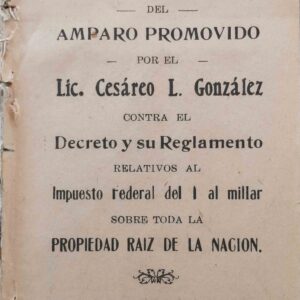 DEL
AMPARO PROMOVIDO
POR EL
Lic. Cesáreo L. González
CONTRA EL
Decreto y su Reglamento
RELATIVOS AL
Impuesto federal del 1 al millar
SOBRE TODA LA
PROPIEDAD RAIZ DE LA NACION.